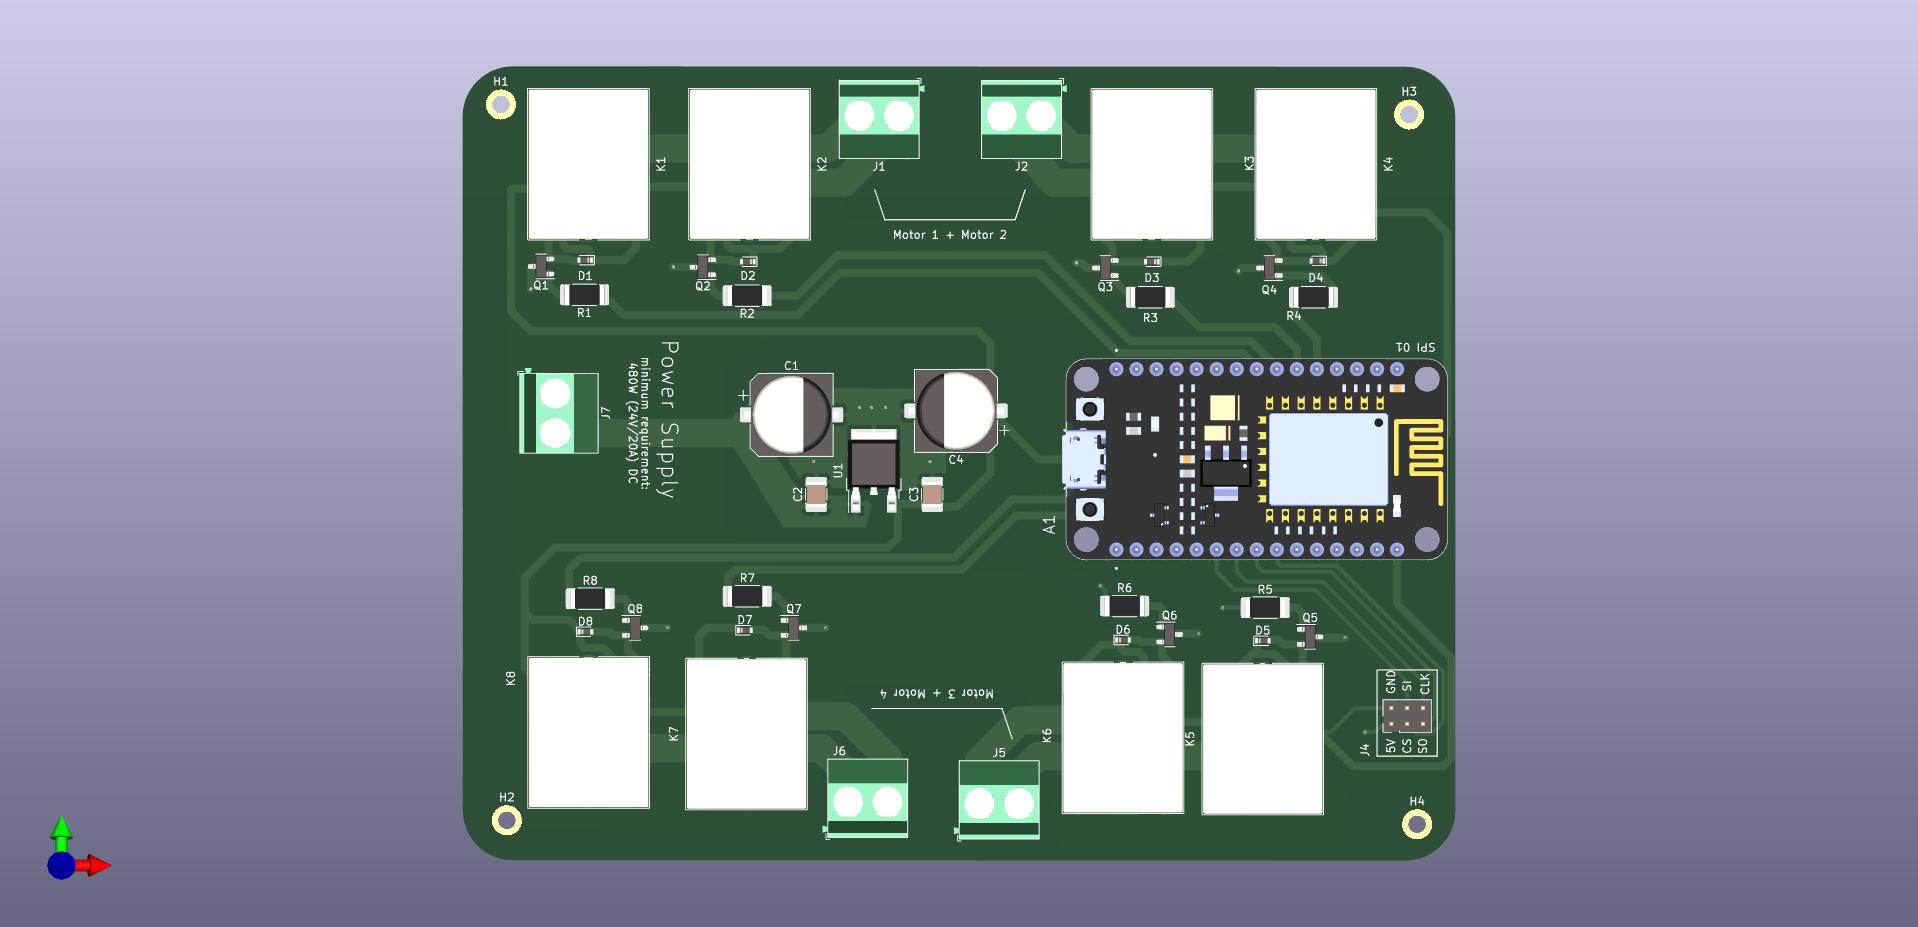 H1
H3
K1
K2
J1
J2
K3
K4
Motor 1 + Motor 2
Q1
D1
R1
Q2
D2
R2
Q3
D3
R3
Q4
D4
R4
SPI 01
Power Supply
minimum requirement:
480W (24V/20A) DC
J7
C1
+
C4
+
U1
C2
C3
A1
R8
Q8
D8
R7
Q7
D7
R6
Q6
D6
R5
Q5
D5
K8
K7
Motor 3 + Motor 4
K6
K5
GND
SI
CLK
5V
CS
SO
J4
J6
J5
H2
H4